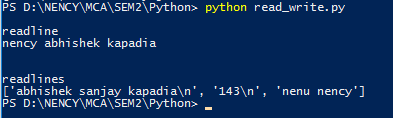 PS D:\NENCY\MCA\SEM2\Python> python read_write.py
readline
nency abhishek kapadia
readlines
['abhishek sanjay kapadia\n', '143\n', 'nenu nency']
PS D:\NENCY\MCA\SEM2\Python> _